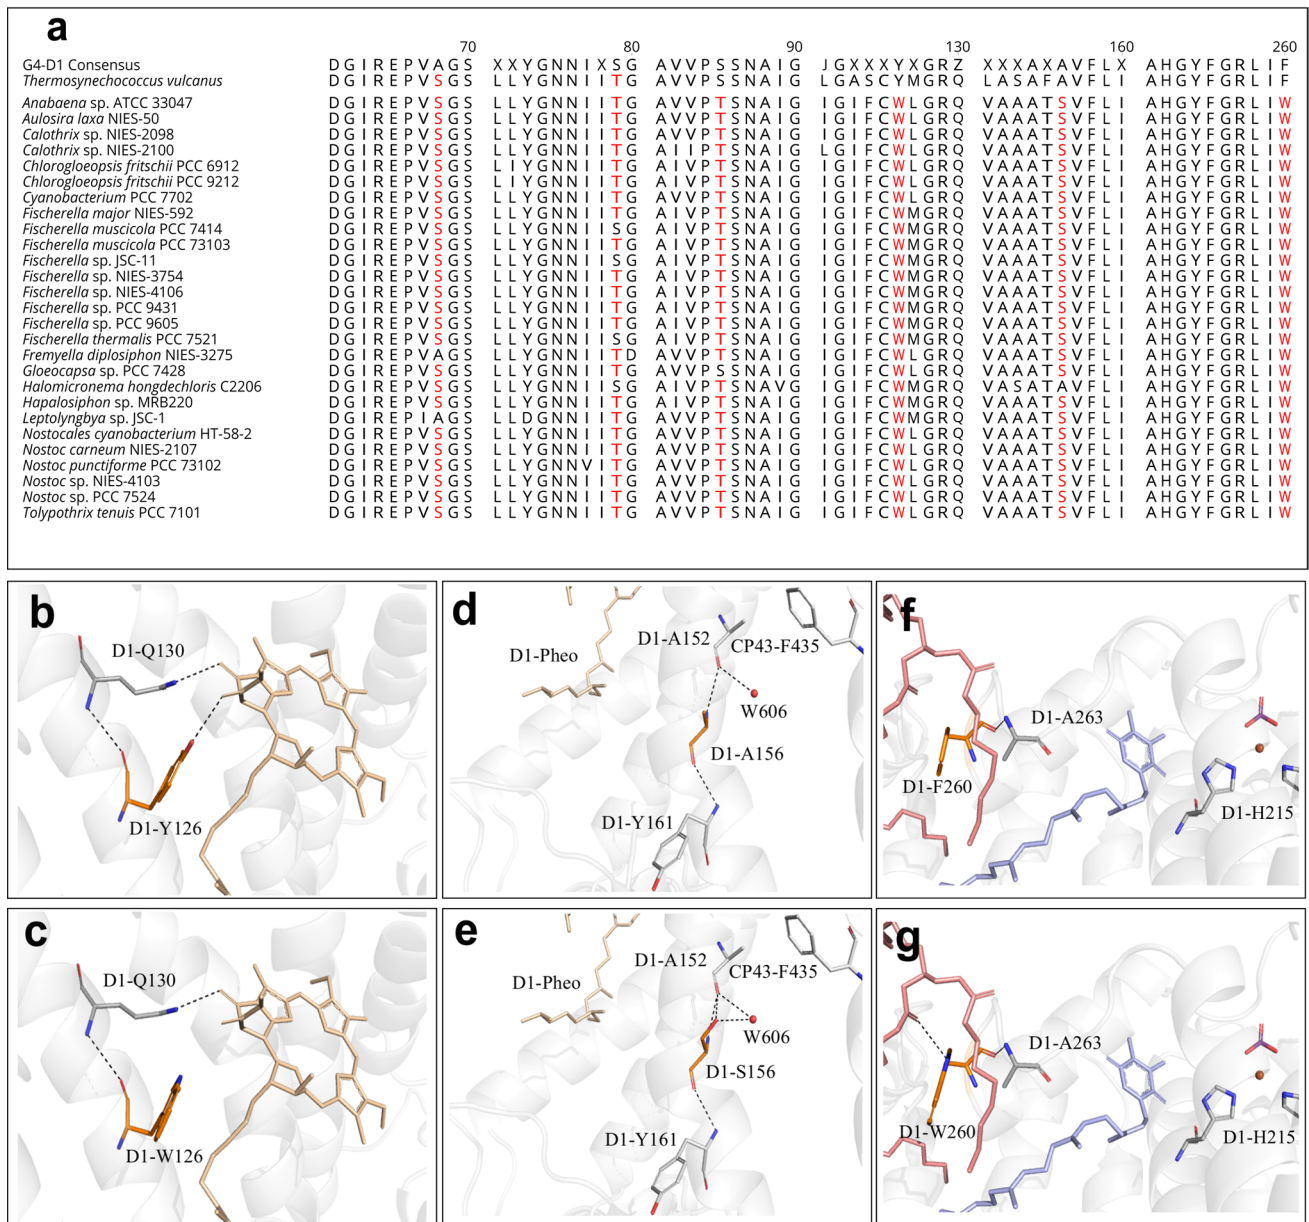 a
70 80 90 130 160 260
G4-D1 Consensus DGIREPVAGS XXYGNNIXSG AVVPSSNAIG JGXXXYXGRZ XXXAXAVFLX AHGYFGRLIF
Thermosynechococcus vulcanus DGIREPVSGS LLYGNNIITG AVVPSSNAIG LGASCYMGRQ LASAFAVFLI AHGYFGRLIF
Anabaena sp. ATCC 33047 DGIREPVSGS LLYGNNIITG AVVPTSNAIG IGIFCWLGRQ VAAATSVFLI AHGYFGRLIW
Aulosira laxa NIES-50 DGIREPVSGS LLYGNNIITG AVVPTSNAIG IGIFCWLGRQ VAAATSVFLI AHGYFGRLIW
Calothrix sp. NIES-2098 DGIREPVSGS LLYGNNIITG AVVPTSNAIG IGIFCWLGRQ VAAATSVFLI AHGYFGRLIW
Calothrix sp. NIES-2100 DGIREPVSGS LLYGNNIITG AIIPTSNAIG LGIFCWLGRQ VAAATSVFLI AHGYFGRLIW
Chlorogloeopsis fritschii PCC 6912 DGIREPVSGS LIYGNNIITG AIVPTSNAIG IGIFCWLGRQ VAAATSVFLI AHGYFGRLIW
Chlorogloeopsis fritschii PCC 9212 DGIREPVSGS LIYGNNIITG AIVPTSNAIG IGIFCWLGRQ VAAATSVFLI AHGYFGRLIW
Cyanobacterium PCC 7702 DGIREPVSGS LLYGNNIITG AVVPTSNAIG IGIFCWLGRQ VAAATSVFLI AHGYFGRLIW
Fischerella major NIES-592 DGIREPVSGS LLYGNNIITG AIVPTSNAIG IGIFCWMGRQ VAAATSVFLI AHGYFGRLIW
Fischerella muscicola PCC 7414 DGIREPVSGS LLYGNNIISG AIVPTSNAIG IGIFCWMGRQ VAAATSVFLI AHGYFGRLIW
Fischerella muscicola PCC 73103 DGIREPVSGS LLYGNNIITG AIVPTSNAIG IGIFCWMGRQ VAAATSVFLI AHGYFGRLIW
Fischerella sp. JSC-11 DGIREPVSGS LLYGNNIISG AIVPTSNAIG IGIFCWMGRQ VAAATSVFLI AHGYFGRLIW
Fischerella sp. NIES-3754 DGIREPVSGS LLYGNNIITG AIVPTSNAIG IGIFCWMGRQ VAAATSVFLI AHGYFGRLIW
Fischerella sp. NIES-4106 DGIREPVSGS LLYGNNIITG AIVPTSNAIG IGIFCWMGRQ VAAATSVFLI AHGYFGRLIW
Fischerella sp. PCC 9431 DGIREPVSGS LLYGNNIITG AIVPTSNAIG IGIFCWMGRQ VAAATSVFLI AHGYFGRLIW
Fischerella sp. PCC 9605 DGIREPVSGS LLYGNNIITG AIVPTSNAIG IGIFCWMGRQ VAAATSVFLI AHGYFGRLIW
Fischerella thermalis PCC 7521 DGIREPVSGS LLYGNNIISG AIVPTSNAIG IGIFCWMGRQ VAAATSVFLI AHGYFGRLIW
Fremyella diplosiphon NIES-3275 DGIREPVAGS LLYGNNIITD AVVPTSNAIG IGIFCWLGRQ VAAATSVFLI AHGYFGRLIW
Gloeocapsa sp. PCC 7428 DGIREPVSGS LLYGNNIITG AVVPSSNAIG IGIFCWLGRQ VAAATSVFLI AHGYFGRLIW
Halomicronema hongdechloris C2206 DGIREPVSGS LLYGNNIISG AIVPTSNAVG IGIFCWMGRQ VASATAVFLI AHGYFGRLIW
Hapalosiphon sp. MRB220 DGIREPVSGS LLYGNNIITG AIVPTSNAIG IGIFCWMGRQ VAAATSVFLI AHGYFGRLIW
Leptolyngbya sp. JSC-1 DGIREPIAGS LLDGNNIITG AVVPTSNAIG IGIFCWMGRQ VAAATSVFLI AHGYFGRLIW
Nostocales cyanobacterium HT-58-2 DGIREPVSGS LLYGNNIITG AVVPTSNAIG IGIFCWLGRQ VAAATSVFLI AHGYFGRLIW
Nostoc carneum NIES-2107 DGIREPVSGS LLYGNNIITG AVVPTSNAIG IGIFCWLGRQ VAAATSVFLI AHGYFGRLIW
Nostoc punctiforme PCC 73102 DGIREPVSGS LLYGNNVITG AVVPTSNAIG IGIFCWLGRQ VAAATSVFLI AHGYFGRLIW
Nostoc sp. NIES-4103 DGIREPVSGS LLYGNNIITG AVVPTSNAIG IGIFCWLGRQ VAAATSVFLI AHGYFGRLIW
Nostoc sp. PCC 7524 DGIREPVSGS LLYGNNIITG AVVPTSNAIG IGIFCWLGRQ VAAATSVFLI AHGYFGRLIW
Tolypothrix tenuis PCC 7101 DGIREPVSGS LLYGNNIITG AVVPTSNAIG IGIFCWLGRQ VAAATSVFLI AHGYFGRLIW
b
D1-Q130
D1-Y126
d
D1-A152
CP43-F435
D1-Pheo
W606
D1-A156
D1-Y161
f
D1-A263
D1-F260
D1-H215
c
D1-Q130
D1-W126
e
D1-A152
CP43-F435
D1-Pheo
W606
D1-S156
D1-Y161
g
D1-A263
D1-W260
D1-H215